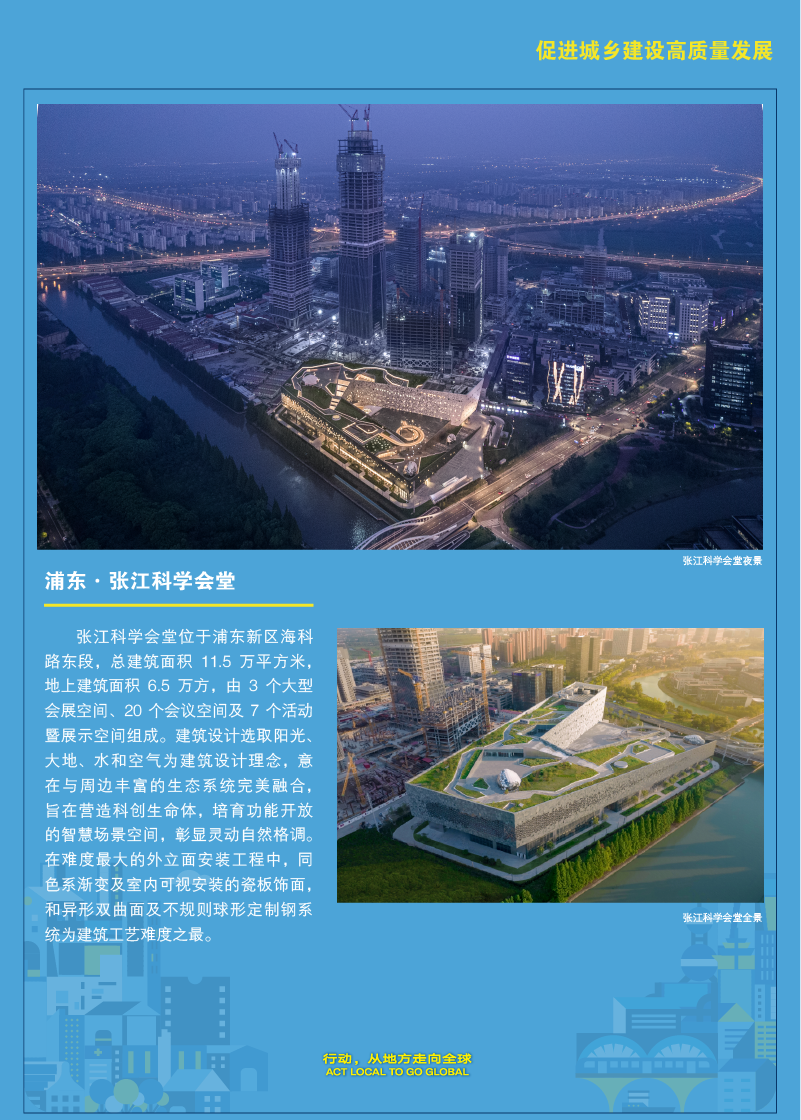 促进城乡建设高质量发展
张江科学会堂夜景
浦东·张江科学会堂
张江科学会堂位于浦东新区海科
路东段，总建筑面积 11.5 万平方米，
地上建筑面积 6.5 万方，由 3 个大型
会展空间、20 个会议空间及 7 个活动
暨展示空间组成。建筑设计选取阳光、
大地、水和空气为建筑设计理念，意
在与周边丰富的生态系统完美融合，
旨在营造科创生命体，培育功能开放
的智慧场景空间，彰显灵动自然格调。
在难度最大的外立面安装工程中，同
色系渐变及室内可视安装的瓷板饰面，
和异形双曲面及不规则球形定制钢系
统为建筑工艺难度之最。
张江科学会堂全景
行动，从地方走向全球
ACT LOCAL TO GO GLOBAL